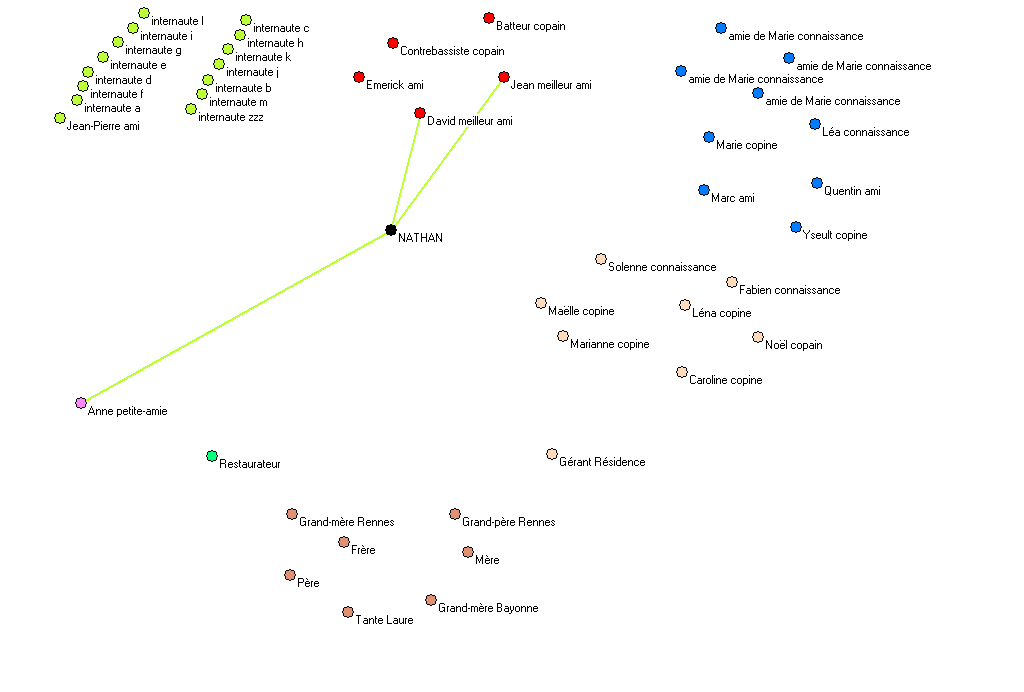 internaute l
internaute i
internaute g
internaute e
internaute d
internaute f
internaute a
Jean-Pierre ami
internaute c
internaute h
internaute k
internaute j
internaute b
internaute m
internaute zzz
Batteur copain
Contrebassiste copain
Emerick ami
Jean meilleur ami
David meilleur ami
amie de Marie connaissance
amie de Marie connaissance
amie de Marie connaissance
amie de Marie connaissance
Léa connaissance
Marie copine
Quentin ami
Marc ami
Yseult copine
NATHAN
Solenne connaissance
Fabien connaissance
Maëlle copine
Léna copine
Marianne copine
Noël copain
Caroline copine
Anne petite-amie
Restaurateur
Gérant Résidence
Grand-mère Rennes
Grand-père Rennes
Frère
Mère
Père
Grand-mère Bayonne
Tante Laure